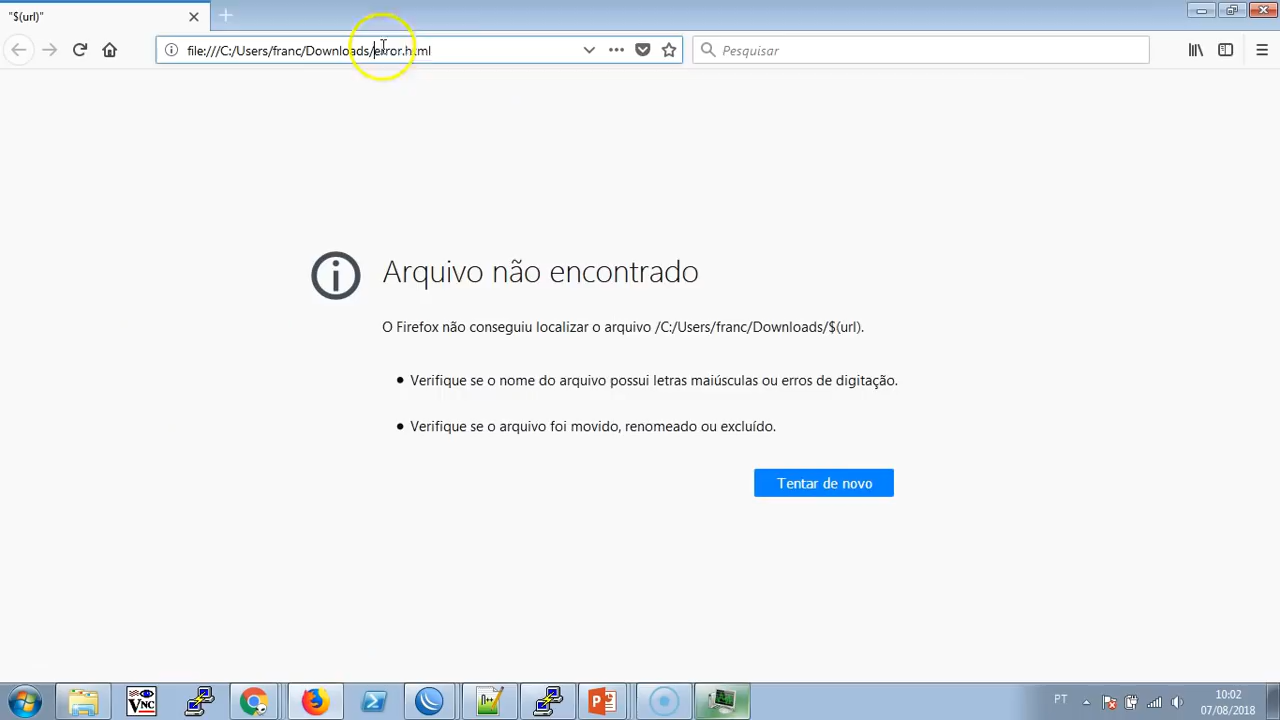 "$(url)"
file:///C:/Users/franc/Downloads/error.html
Pesquisar
Arquivo não encontrado
O Firefox não conseguiu localizar o arquivo /C:/Users/franc/Downloads/$(url).
Verifique se o nome do arquivo possui letras maiúsculas ou erros de digitação.
Verifique se o arquivo foi movido, renomeado ou excluído.
Tentar de novo
VNC
PT
10:02
07/08/2018